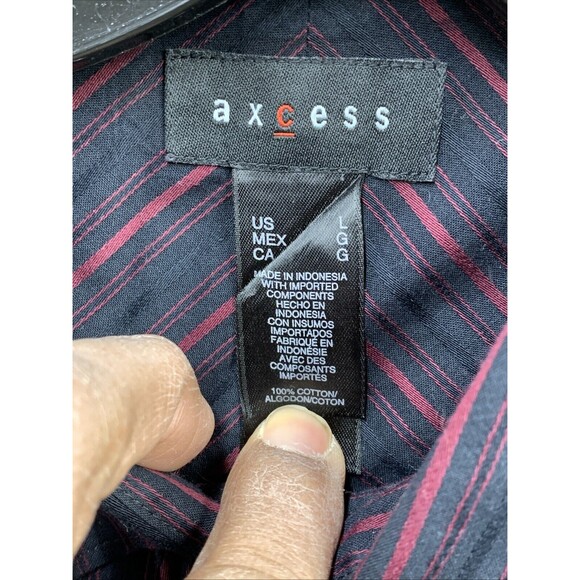 axcess
US L
MEX G
CA G
MADE IN INDONESIA
WITH IMPORTED
COMPONENTS
HECHO EN
INDONESIA
CON INSUMOS
IMPORTADOS
FABRIQUÉ EN
INDONÉSIE
AVEC DES
COMPOSANTS
IMPORTÉS
100% COTTON/
ALGODON/COTON